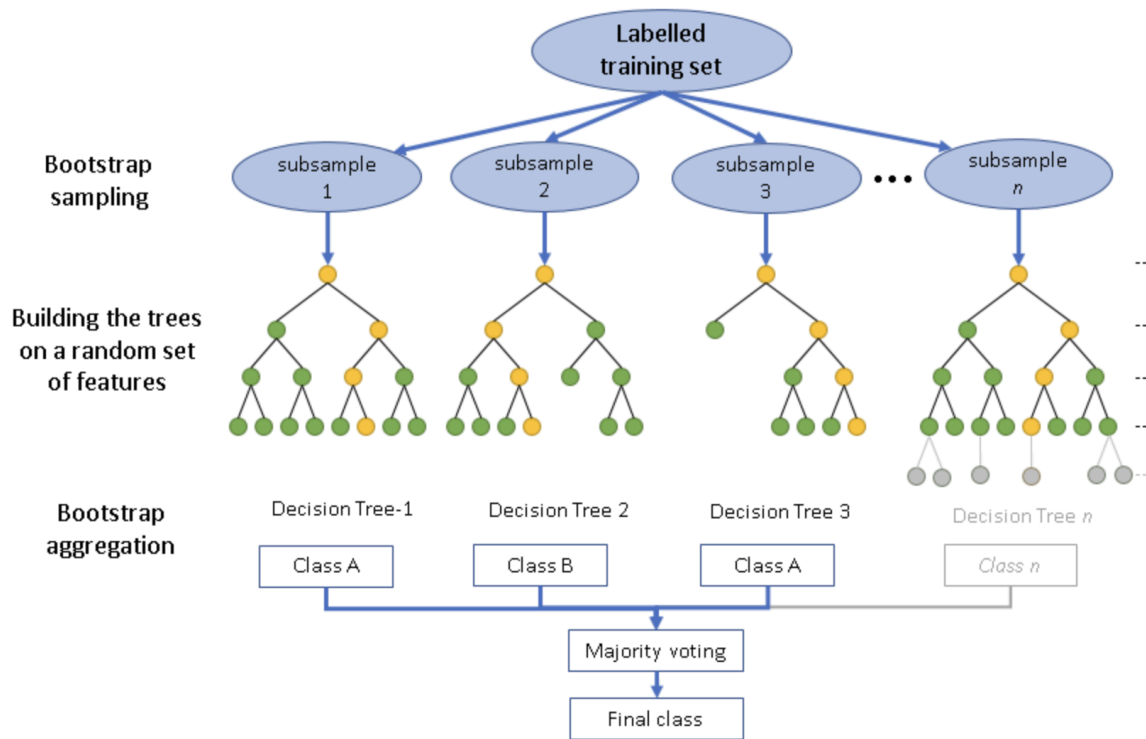 Labelled
training set
Bootstrap
sampling
subsample
1
subsample
2
subsample
3
•••
subsample
n
Building the trees
on a random set
of features
Bootstrap
aggregation
Decision Tree-1
Decision Tree 2
Decision Tree 3
Decision Tree n
Class A
Class B
Class A
Class n
Majority voting
Final class